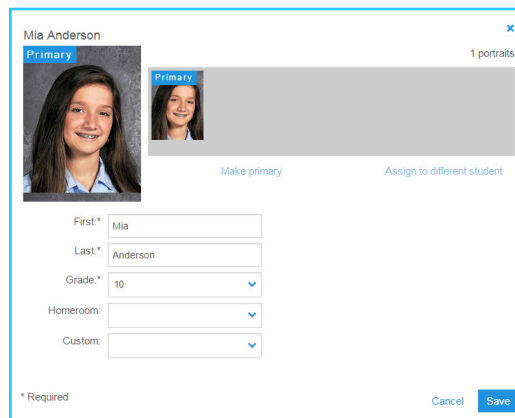 Mia Anderson
×
Primary
1 portraits
Primary
Make primary
Assign to different student
First:* Mia
Last:* Anderson
Grade:* 10
Homeroom:
Custom:
* Required
Cancel Save